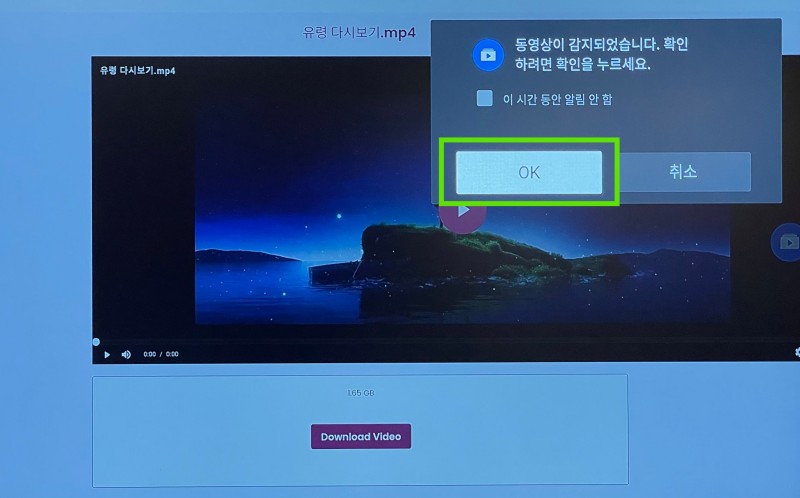 유령 다시보기.mp4
유령 다시보기.mp4
동영상이 감지되었습니다. 확인
하려면 확인을 누르세요.
이 시간 동안 알림 안 함
OK
취소
0:00 / 0:00
1.65 GB
Download Video